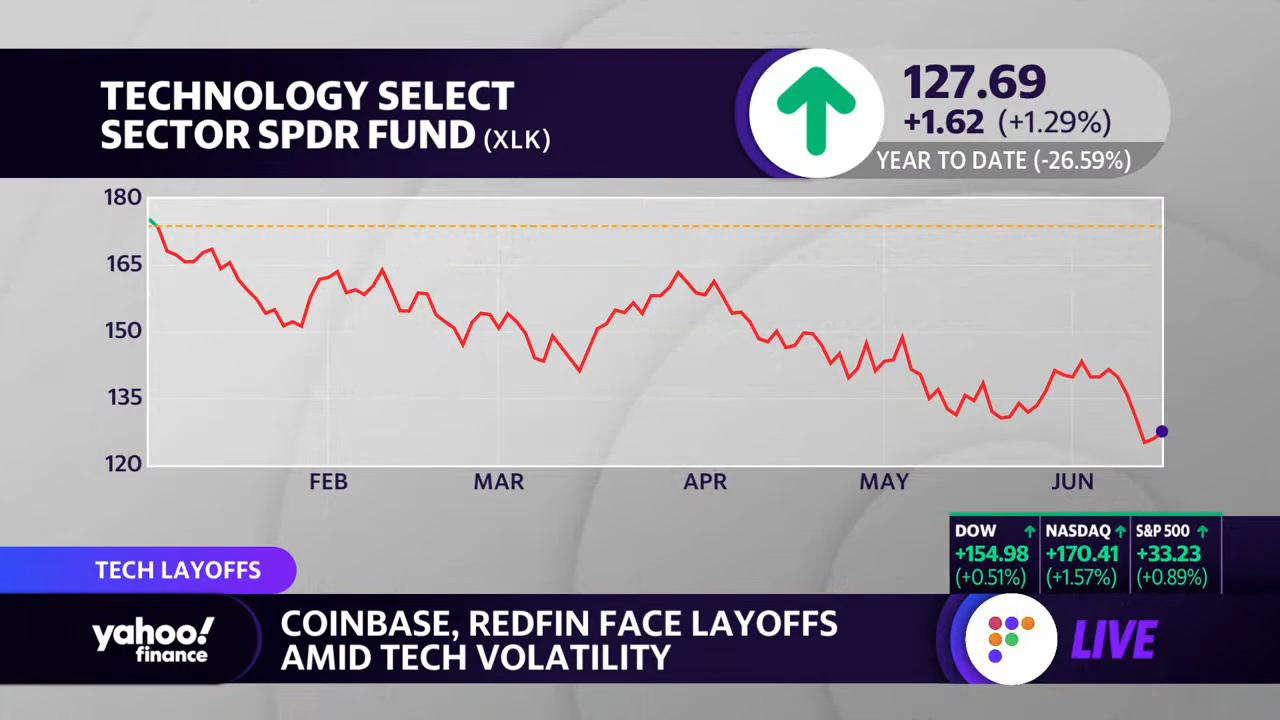 TECHNOLOGY SELECT
SECTOR SPDR FUND (XLK)
127.69
+1.62 (+1.29%)
YEAR TO DATE (-26.59%)
180
165
150
135
120
FEB MAR APR MAY JUN
DOW NASDAQ S&P 500
+154.98 +170.41 +33.23
(+0.51%) (+1.57%) (+0.89%)
TECH LAYOFFS
yahoo!
finance
COINBASE, REDFIN FACE LAYOFFS
AMID TECH VOLATILITY
LIVE